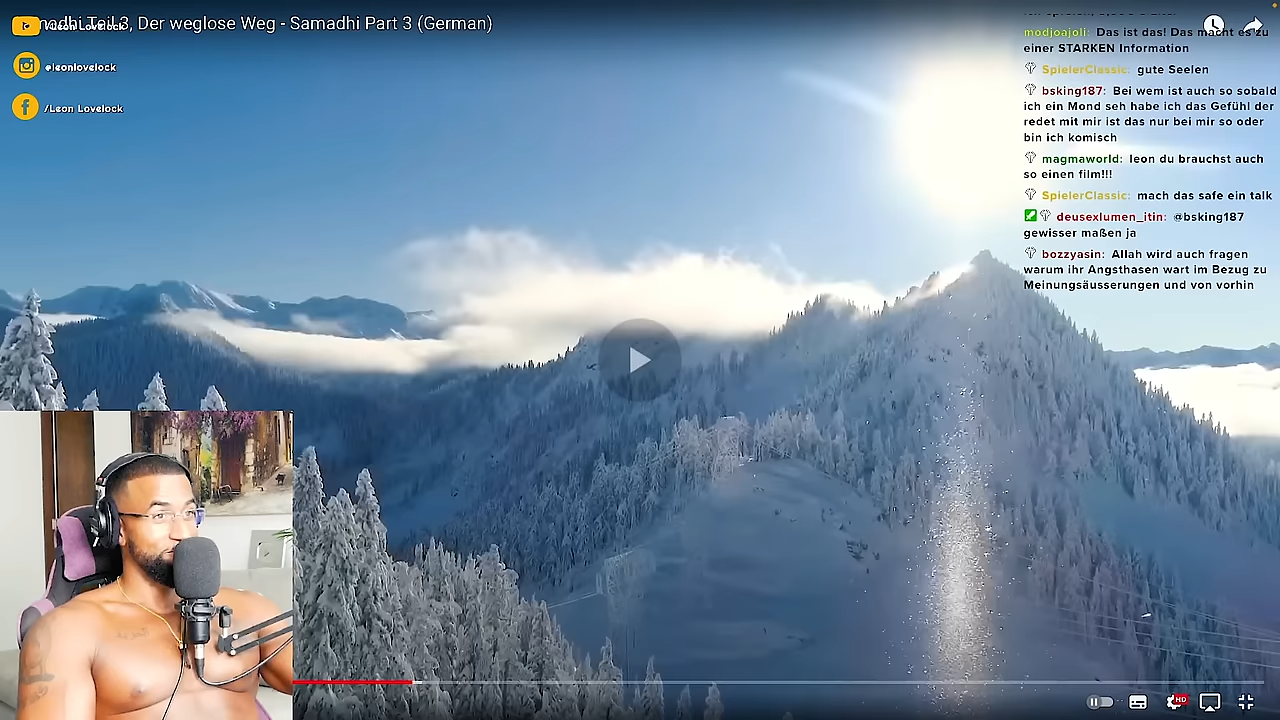 madhi Teil 3, Der weglose Weg - Samadhi Part 3 (German)
/Leon Lovelock
@leonlovelock
/Leon Lovelock
modjoajoli: Das ist das! Das macht es zu
einer STARKEN Information
SpielerClassic: gute Seelen
bsking187: Bei wem ist auch so sobald
ich ein Mond seh habe ich das Gefühl der
redet mit mir ist das nur bei mir so oder
bin ich komisch
magmaworld: leon du brauchst auch
so einen film!!!
SpielerClassic: mach das safe ein talk
deusexlumen_itin: @bsking187
gewisser maßen ja
bozzyasin: Allah wird auch fragen
warum ihr Angsthasen wart im Bezug zu
Meinungsäusserungen und von vorhin
HD